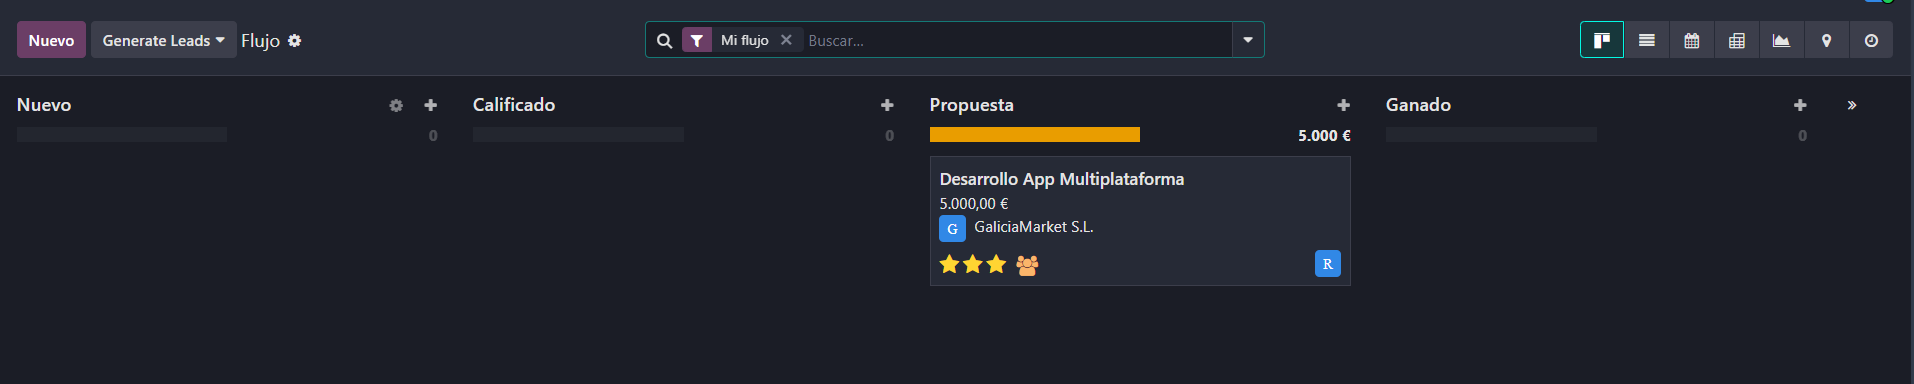 Nuevo
Generate Leads
Flujo
Mi flujo
Buscar...
Nuevo
0
Calificado
0
Propuesta
5.000 €
Desarrollo App Multiplataforma
5.000,00 €
G
GaliciaMarket S.L.
R
Ganado
0